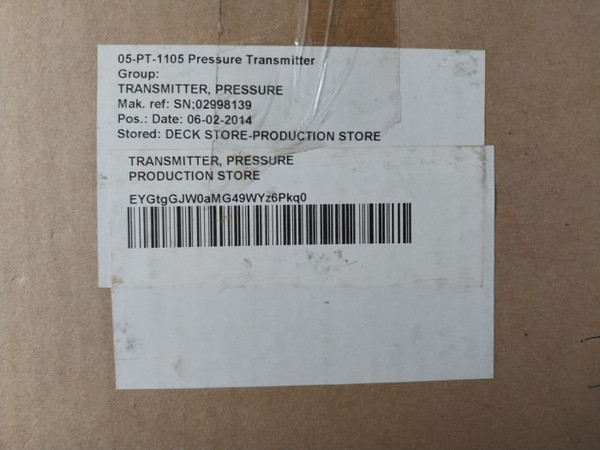 05-PT-1105 Pressure Transmitter
Group:
TRANSMITTER, PRESSURE
Mak. ref: SN;02998139
Pos.: Date: 06-02-2014
Stored: DECK STORE-PRODUCTION STORE
TRANSMITTER, PRESSURE
PRODUCTION STORE
EYGtgGJW0aMG49WYz6Pkq0